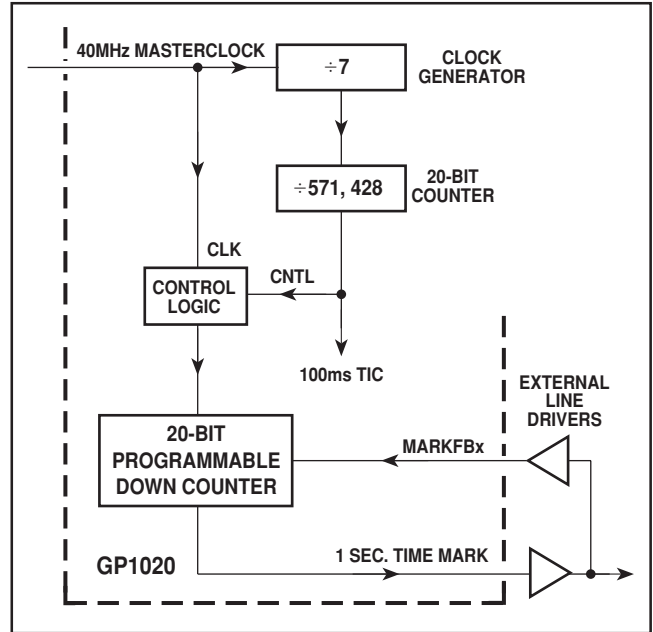 40MHz MASTERCLOCK
÷7
CLOCK
GENERATOR
÷571, 428
20-BIT
COUNTER
CLK
CNTL
CONTROL
LOGIC
100ms TIC
EXTERNAL
LINE
DRIVERS
20-BIT
PROGRAMMABLE
DOWN COUNTER
MARKFBx
1 SEC. TIME MARK
GP1020